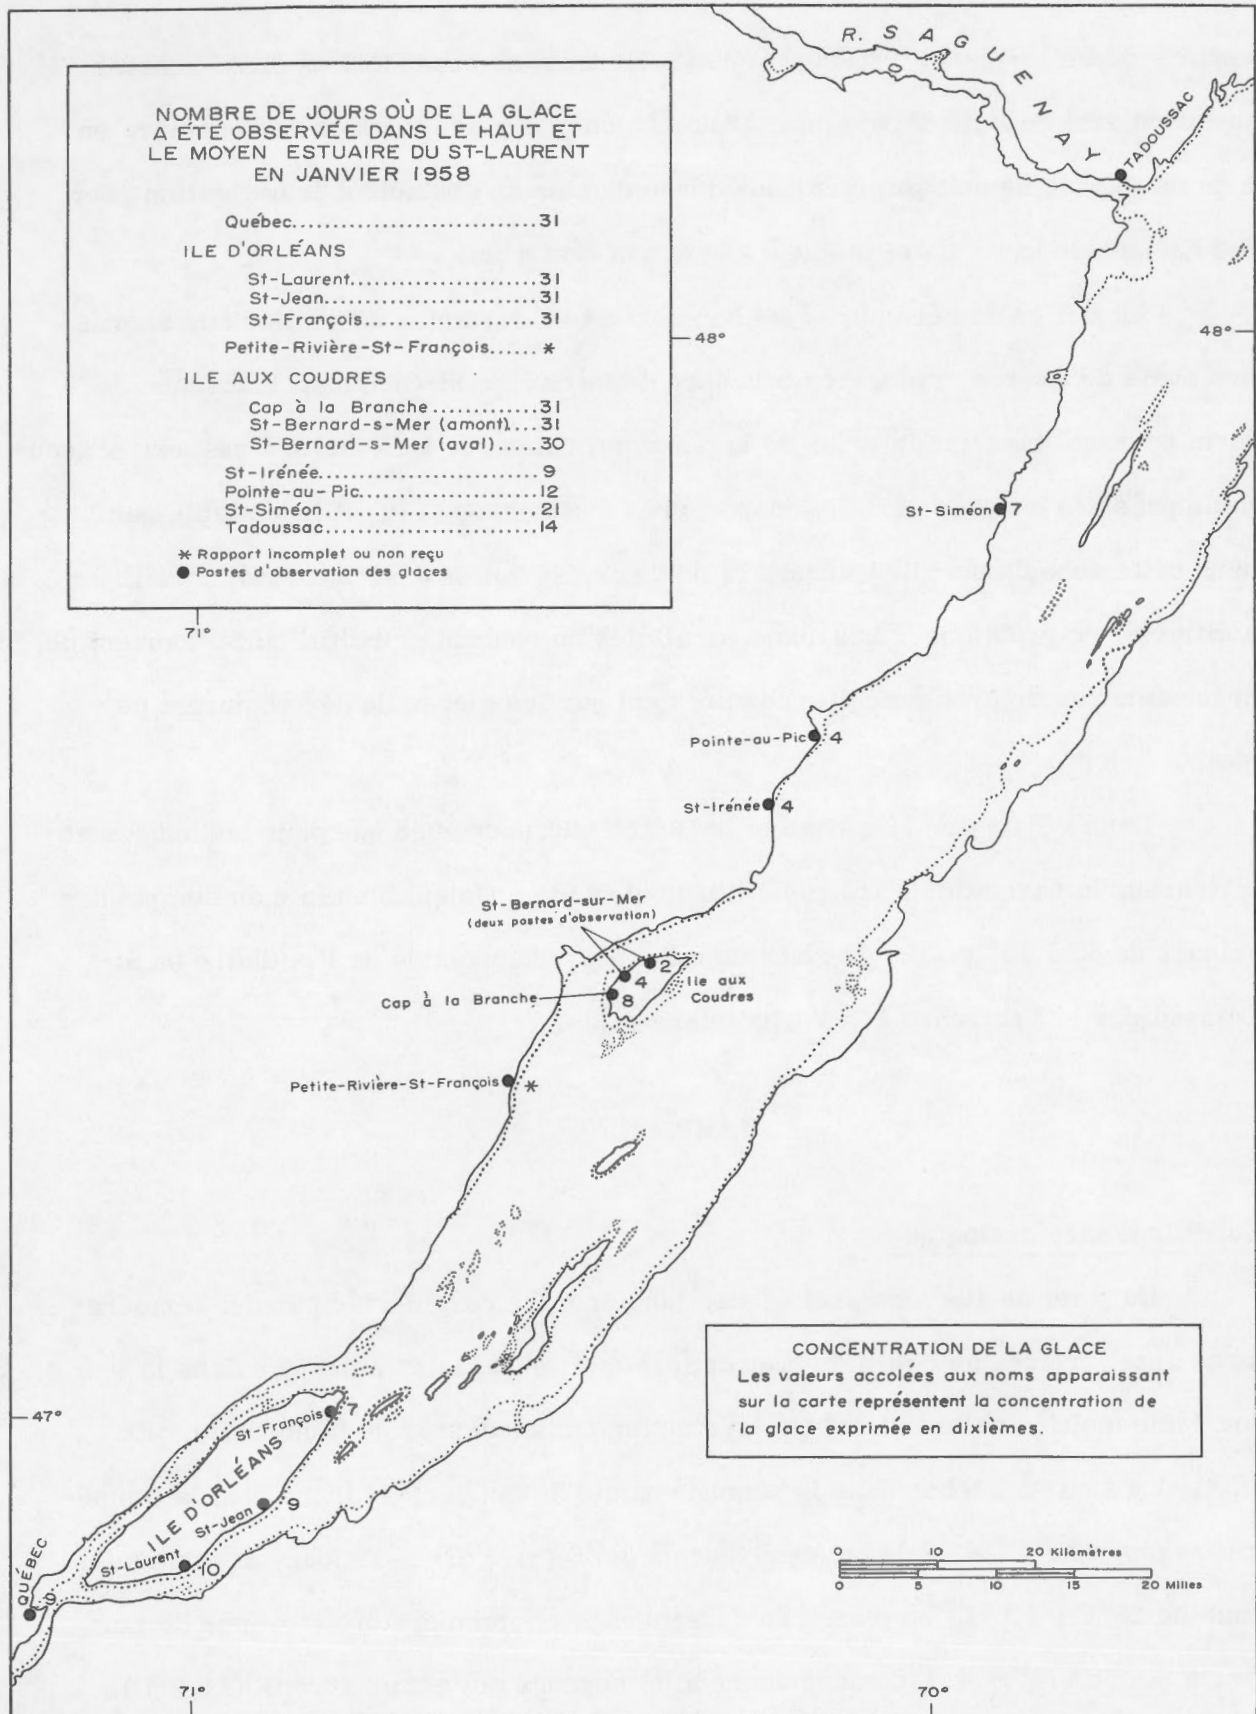 R. SAGUENAY
TADOUSSAC
7
NOMBRE DE JOURS OÙ DE LA GLACE
A ÉTÉ OBSERVÉE DANS LE HAUT ET
LE MOYEN ESTUAIRE DU ST-LAURENT
EN JANVIER 1958
Québec..........................31
ILE D'ORLÉANS
St-Laurent......................31
St-Jean.........................31
St-François.....................31
Petite-Rivière-St-François......*
ILE AUX COUDRES
Cap à la Branche............31
St-Bernard-s-Mer (amont)....31
St-Bernard-s-Mer (aval)..30
St-Irénée.......................9
Pointe-au-Pic...................12
St-Siméon.......................21
Tadoussac.......................14
* Rapport incomplet ou non reçu
● Postes d'observation des glaces
48°
48°
71°
St-Siméon 7
Pointe-au-Pic 4
St-Irénée 4
St-Bernard-sur-Mer
(deux postes d'observation)
2
4
Cap à la Branche 8
Ile aux
Coudres
Petite-Rivière-St-François *
CONCENTRATION DE LA GLACE
Les valeurs accolées aux noms apparaissant
sur la carte représentent la concentration de
la glace exprimée en dixièmes.
47°
47°
St-François 7
ILE D'ORLÉANS
St-Jean 9
St-Laurent 10
QUÉBEC
9
0 10 20 Kilomètres
0 5 10 15 20 Milles
71°
70°